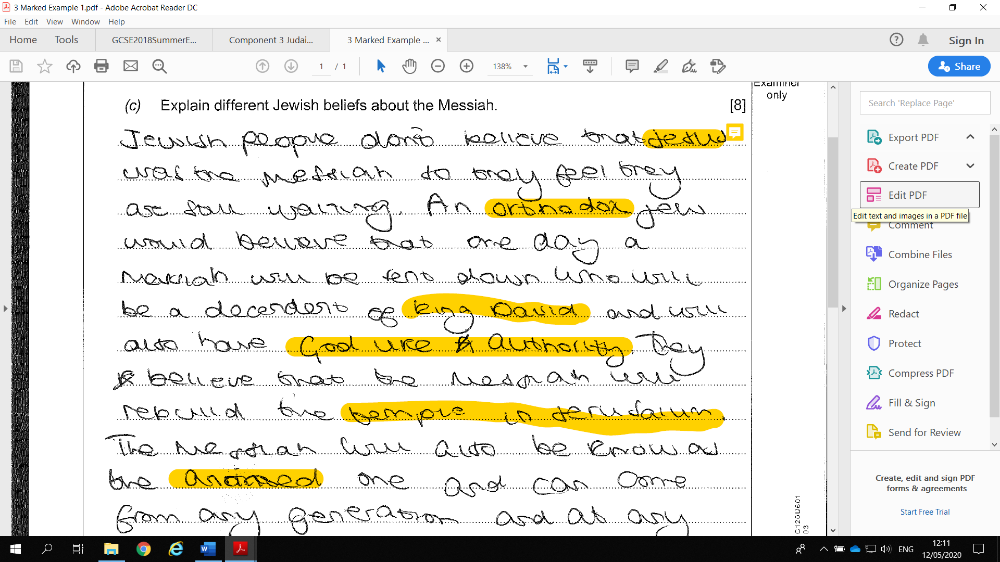 3 Marked Example 1.pdf - Adobe Acrobat Reader DC
File Edit View Window Help
Home Tools GCSE2018SummerE... Component 3 Judai... 3 Marked Example ... × Sign In
1 / 1 138% Share
Examiner
only
(c) Explain different Jewish beliefs about the Messiah. [8]
Jewish people don't believe that Jesus
was the Messiah so they feel they
are still waiting. An orthodox jew
would believe that one day a
Messiah will be sent down who will
be a decendent of king David and will
also have God like Authority. They
believe that the Messiah will
rebuild the temple in Jerusalum.
The Messiah will also be know as
the anointed one and can come
from any generation and at any
C120U601
03
Search 'Replace Page'
Export PDF
Create PDF
Edit PDF
Edit text and images in a PDF file
Comment
Combine Files
Organize Pages
Redact
Protect
Compress PDF
Fill & Sign
Send for Review
Create, edit and sign PDF
forms & agreements
Start Free Trial
ENG
12:11
12/05/2020